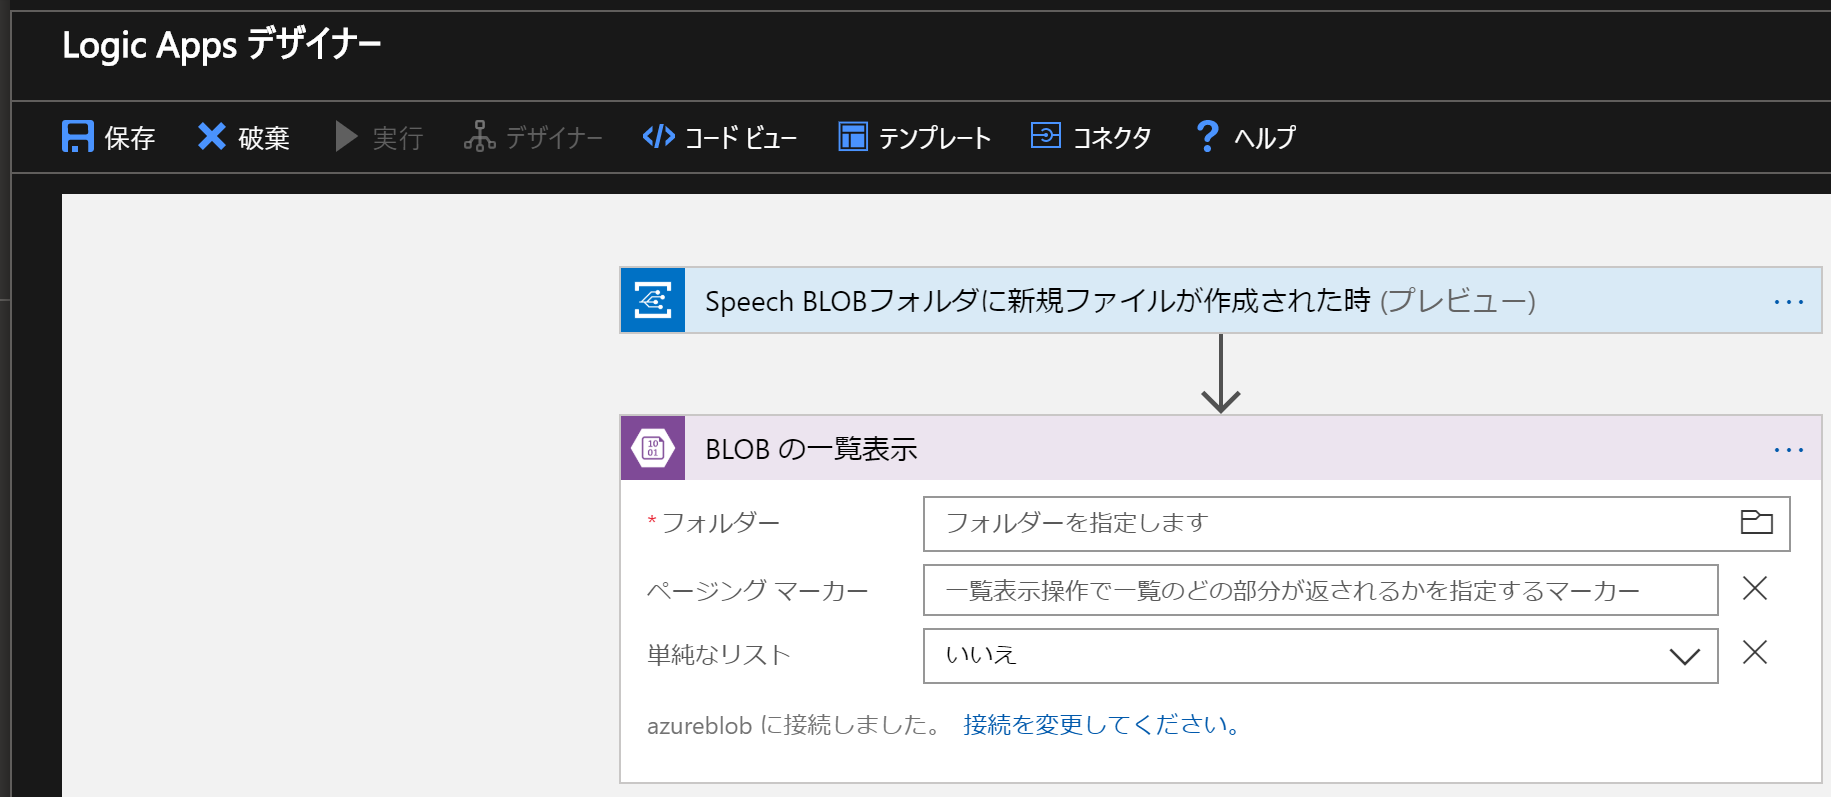 Logic Apps デザイナー
保存 破棄 実行 デザイナー コード ビュー テンプレート コネクタ ヘルプ
Speech BLOBフォルダに新規ファイルが作成された時 (プレビュー)
BLOB の一覧表示
* フォルダー フォルダーを指定します
ページング マーカー 一覧表示操作で一覧のどの部分が返されるかを指定するマーカー
単純なリスト いいえ
azureblob に接続しました。 接続を変更してください。